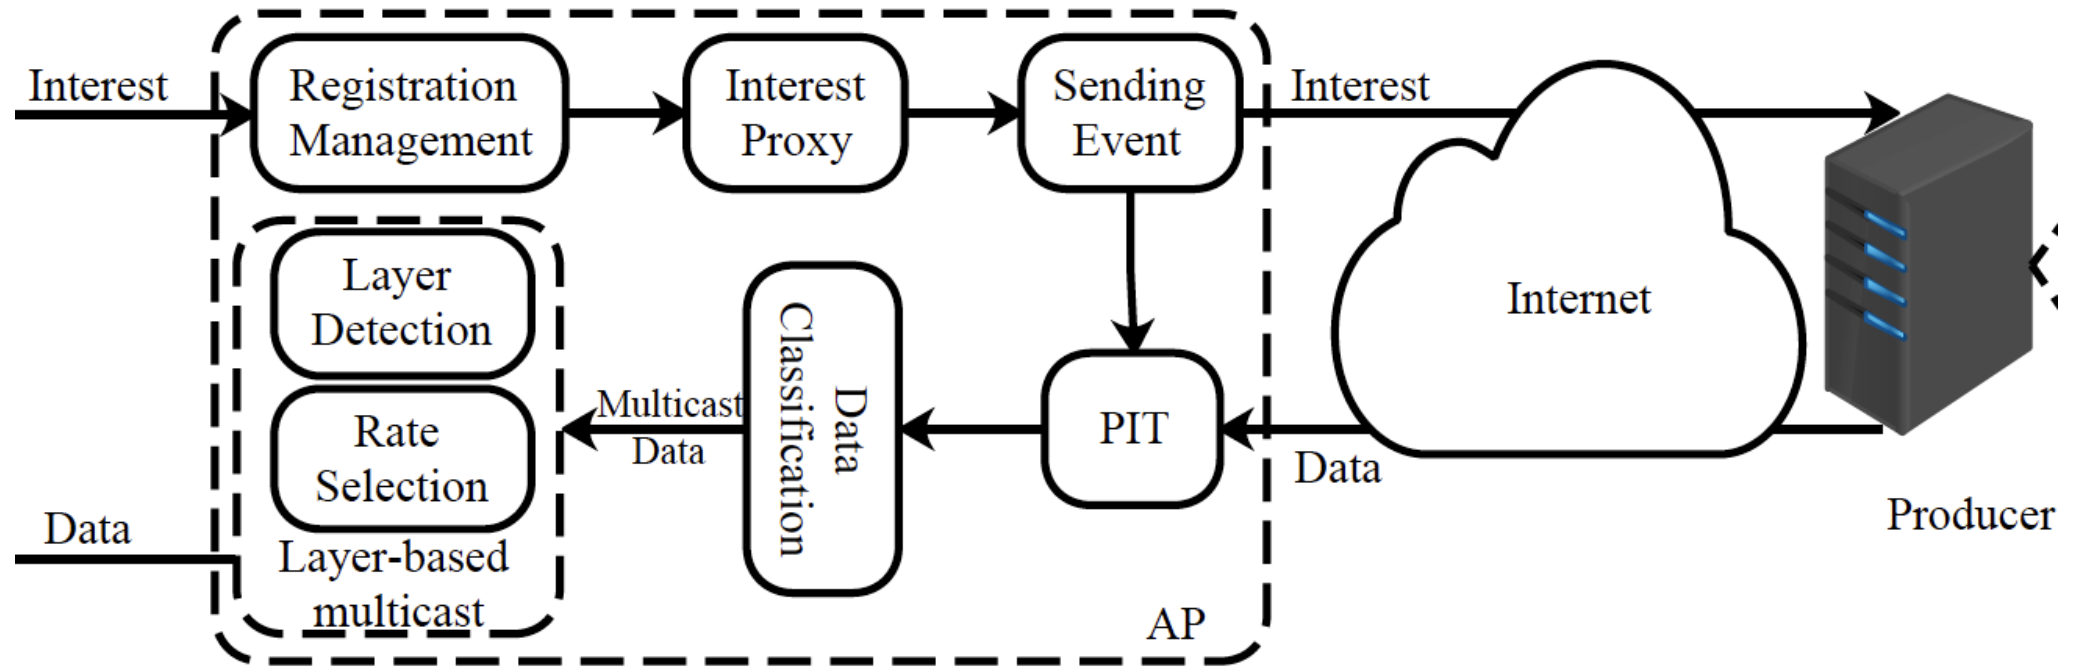 Interest
Registration
Management
Interest
Proxy
Sending
Event
Interest
Layer
Detection
Data
Classification
Internet
Multicast
Data
PIT
Rate
Selection
Data
Data
Producer
Layer-based
multicast
AP